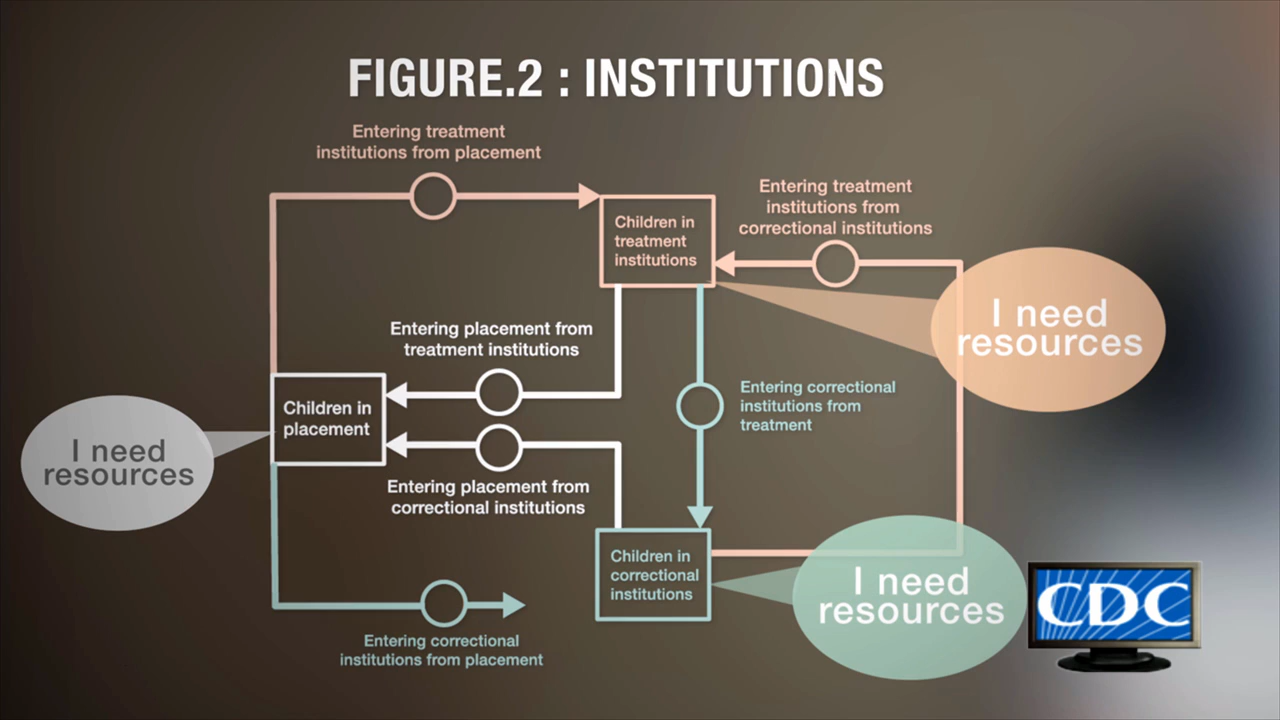 FIGURE.2 : INSTITUTIONS
Entering treatment
institutions from placement
Entering treatment
institutions from
correctional institutions
Children in
treatment
institutions
I need
resources
Entering placement from
treatment institutions
Entering correctional
institutions from
treatment
Children in
placement
I need
resources
Entering placement from
correctional institutions
Children in
correctional
institutions
I need
resources
CDC
Entering correctional
institutions from placement